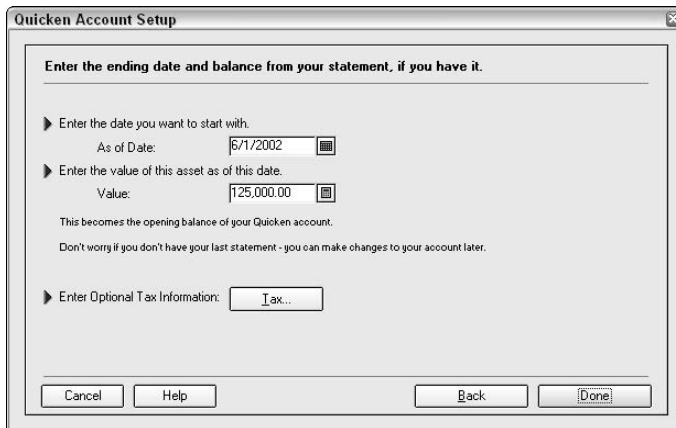 Quicken Account Setup
Enter the ending date and balance from your statement, if you have it.
Enter the date you want to start with.
As of Date: 6/1/2002
Enter the value of this asset as of this date.
Value: 125,000.00
This becomes the opening balance of your Quicken account.
Don't worry if you don't have your last statement - you can make changes to your account later.
Enter Optional Tax Information: Tax...
Cancel Help Back Done